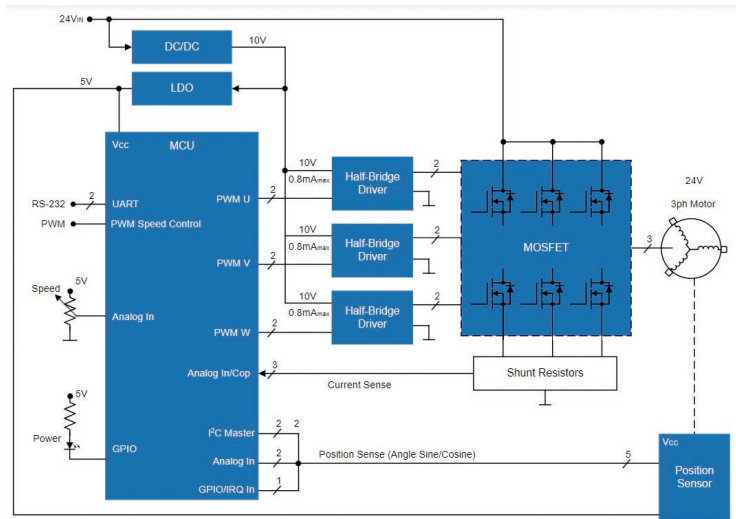 24VIN
DC/DC
10V
5V
LDO
Vcc
MCU
RS-232
2
UART
PWM
PWM Speed Control
PWM U
2
10V
0.8mAmax
Half-Bridge
Driver
2
PWM V
2
10V
0.8mAmax
Half-Bridge
Driver
2
PWM W
2
10V
0.8mAmax
Half-Bridge
Driver
2
MOSFET
3
24V
3ph Motor
5V
Speed
Analog In
Analog In/Cop
3
Current Sense
Shunt Resistors
5V
Power
GPIO
I²C Master
2
2
Analog In
2
GPIO/IRQ In
1
Position Sense (Angle Sine/Cosine)
5
Vcc
Position
Sensor